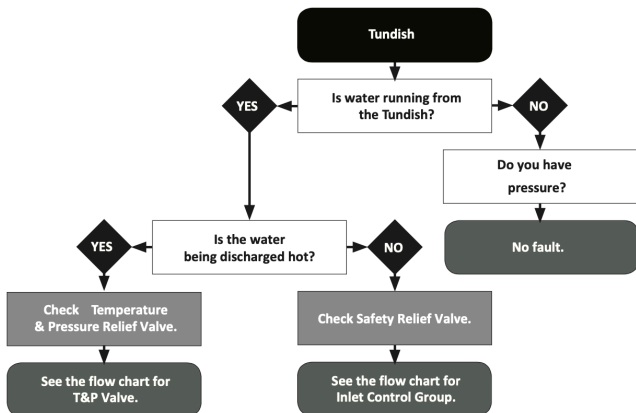 Tundish
Is water running from
the Tundish?
YES
NO
Do you have
pressure?
No fault.
Is the water
being discharged hot?
YES
NO
Check Temperature
& Pressure Relief Valve.
Check Safety Relief Valve.
See the flow chart for
T&P Valve.
See the flow chart for
Inlet Control Group.